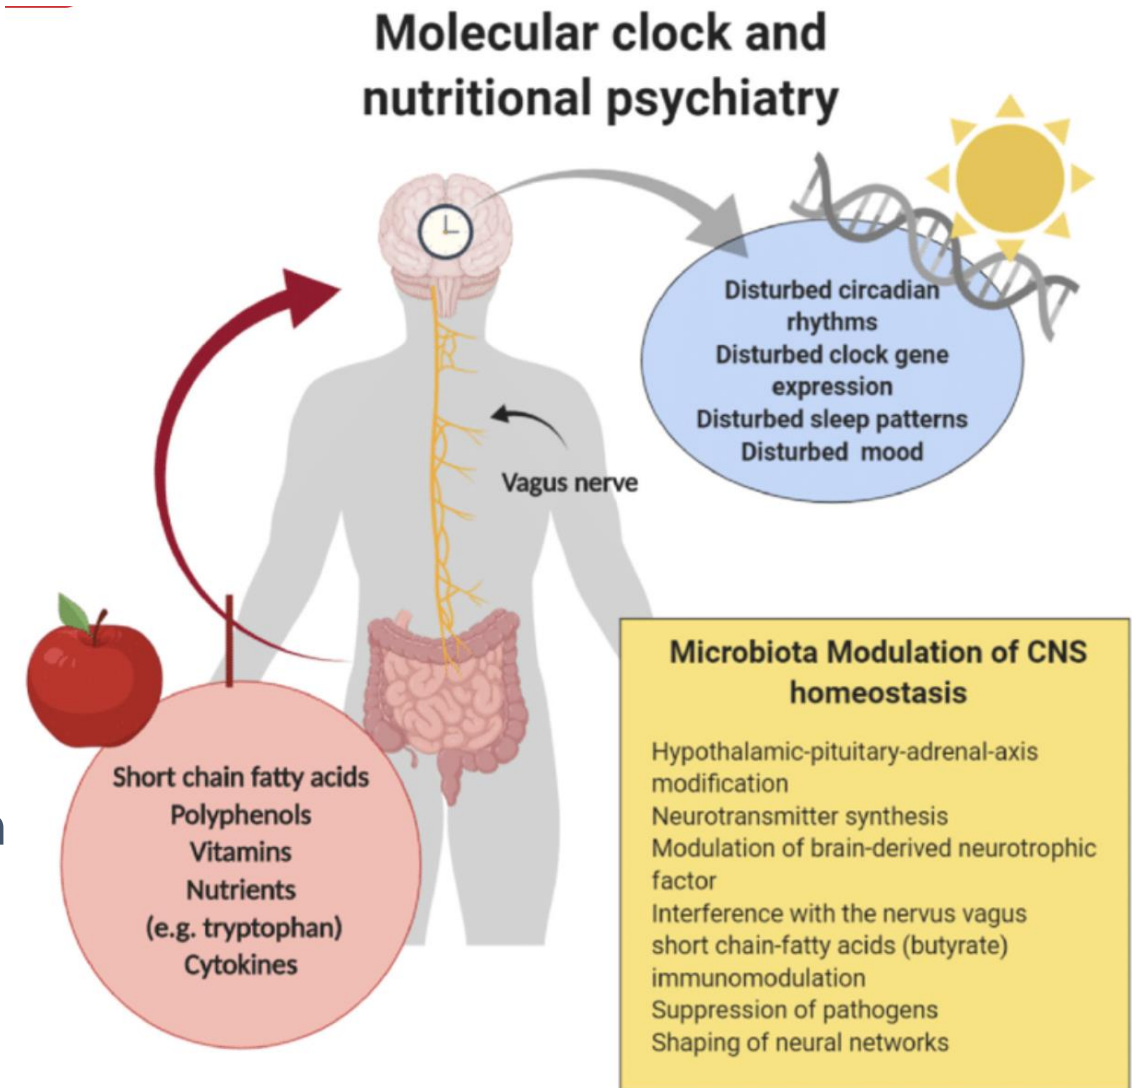 Molecular clock and
nutritional psychiatry
Disturbed circadian
rhythms
Disturbed clock gene
expression
Disturbed sleep patterns
Disturbed mood
Vagus nerve
Short chain fatty acids
Polyphenols
Vitamins
Nutrients
(e.g. tryptophan)
Cytokines
Microbiota Modulation of CNS
homeostasis
Hypothalamic-pituitary-adrenal-axis
modification
Neurotransmitter synthesis
Modulation of brain-derived neurotrophic
factor
Interference with the nervus vagus
short chain-fatty acids (butyrate)
immunomodulation
Suppression of pathogens
Shaping of neural networks